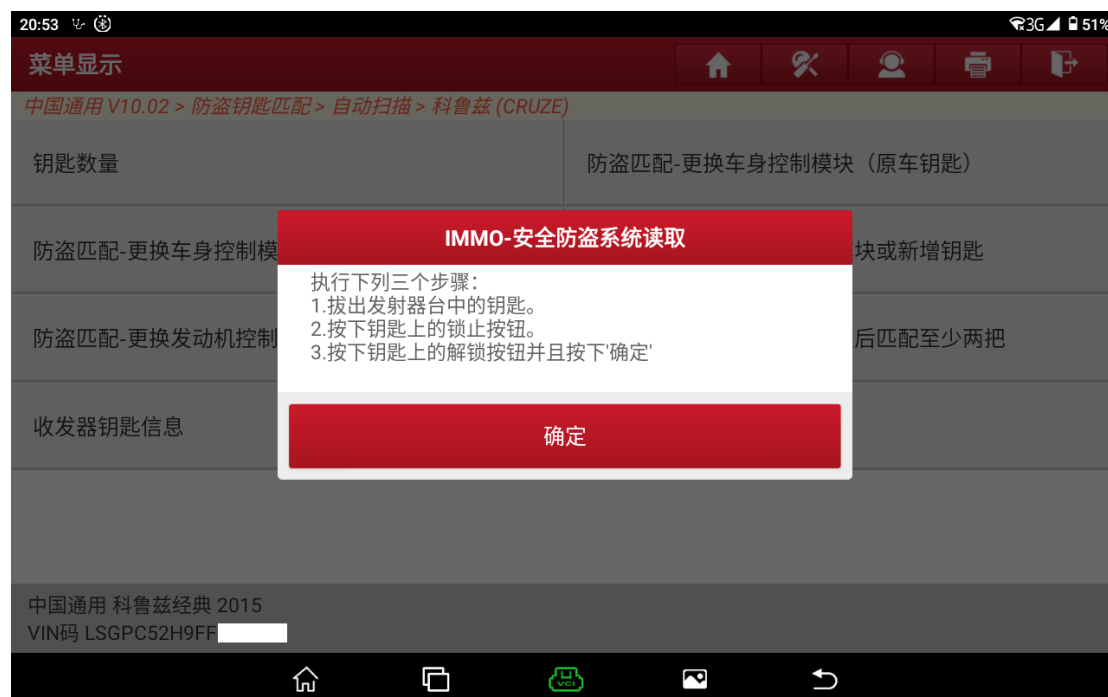 20:53
3G 51%
菜单显示
中国通用 V10.02 > 防盗钥匙匹配 > 自动扫描 > 科鲁兹 (CRUZE)
钥匙数量
防盗匹配-更换车身控制模块（原车钥匙）
防盗匹配-更换车身控制模
块或新增钥匙
防盗匹配-更换发动机控制
后匹配至少两把
收发器钥匙信息
IMMO-安全防盗系统读取
执行下列三个步骤：
1.拔出发射器台中的钥匙。
2.按下钥匙上的锁止按钮。
3.按下钥匙上的解锁按钮并且按下'确定'
确定
中国通用 科鲁兹经典 2015
VIN码 LSGPC52H9FF
VCI